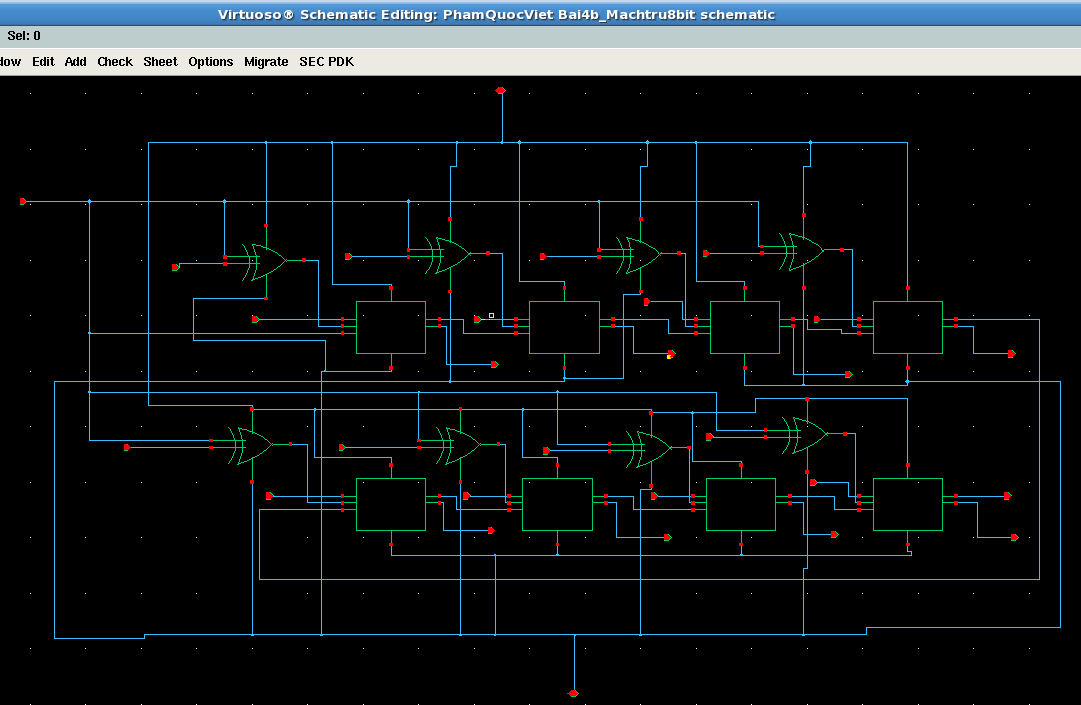 Virtuoso® Schematic Editing: PhamQuocViet Bai4b_Machtru8bit schematic
Sel: 0
dow Edit Add Check Sheet Options Migrate SEC PDK